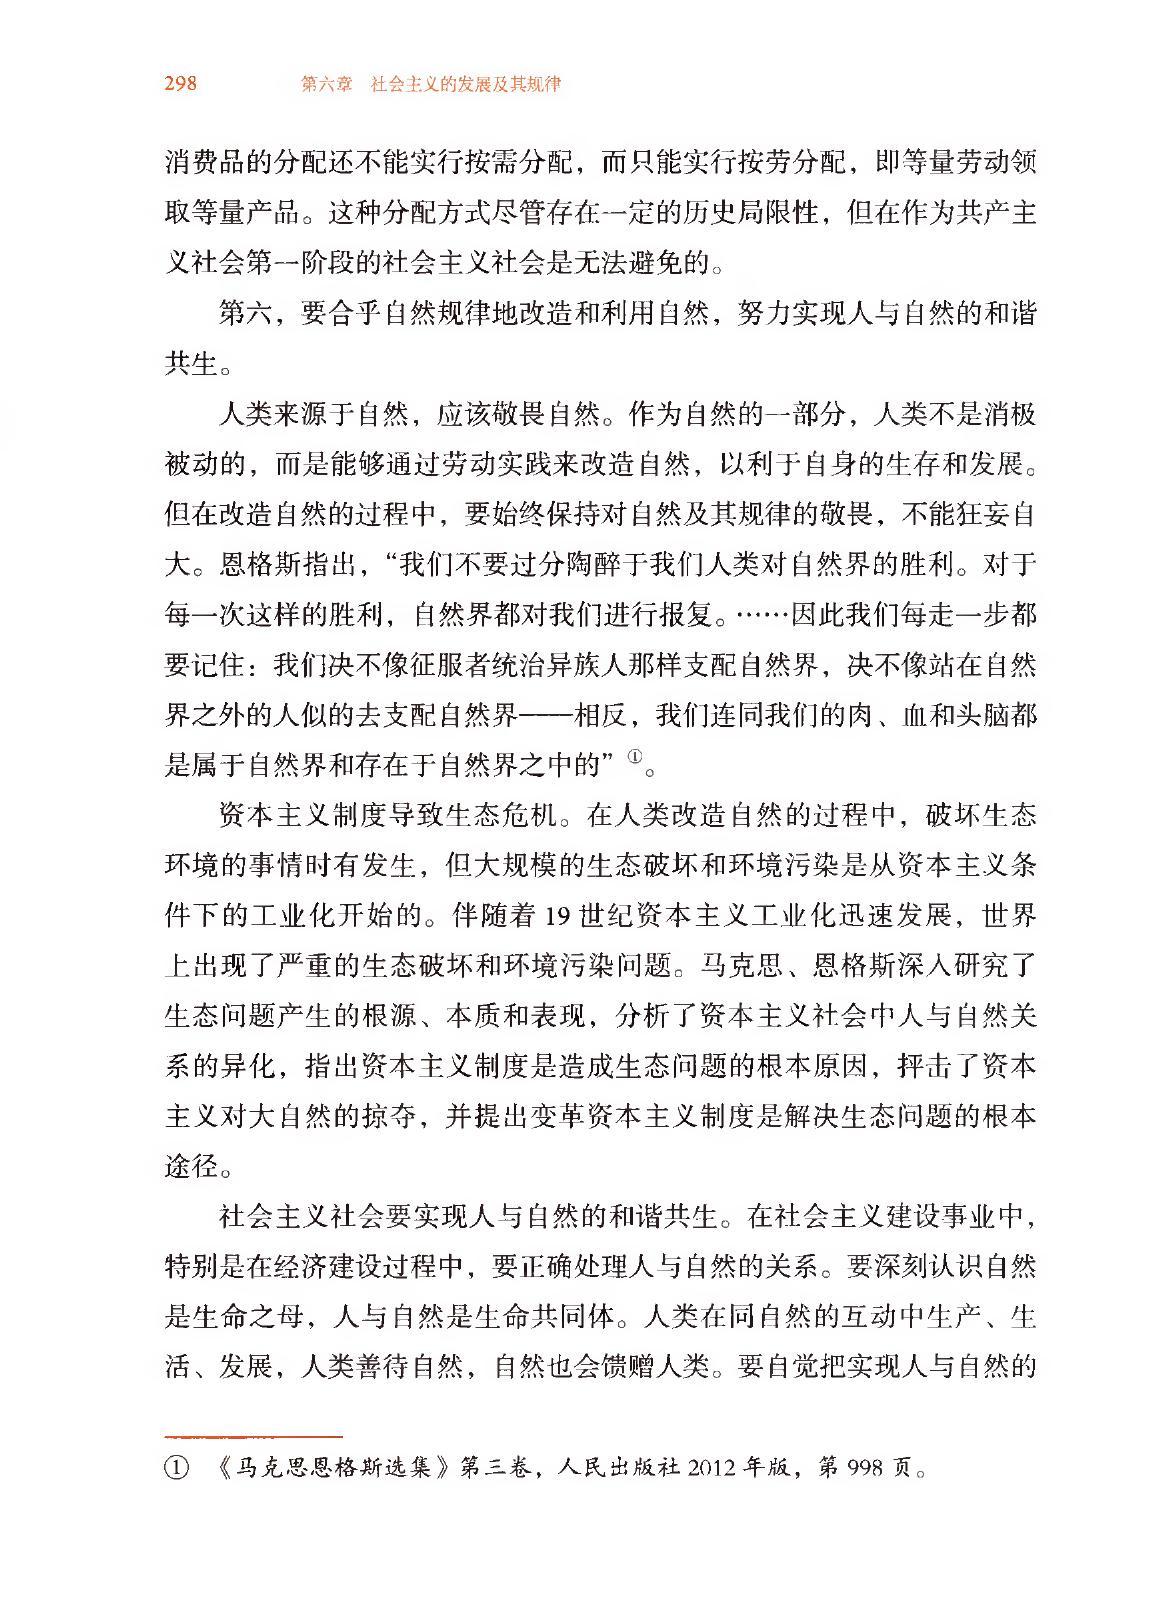 298 第六章 社会主义的发展及其规律
消费品的分配还不能实行按需分配，而只能实行按劳分配，即等量劳动领
取等量产品。这种分配方式尽管存在一定的历史局限性，但在作为共产主
义社会第一阶段的社会主义社会是无法避免的。
第六，要合乎自然规律地改造和利用自然，努力实现人与自然的和谐
共生。
人类来源于自然，应该敬畏自然。作为自然的一部分，人类不是消极
被动的，而是能够通过劳动实践来改造自然，以利于自身的生存和发展。
但在改造自然的过程中，要始终保持对自然及其规律的敬畏，不能狂妄自
大。恩格斯指出，“我们不要过分陶醉于我们人类对自然界的胜利。对于
每一次这样的胜利，自然界都对我们进行报复。……因此我们每走一步都
要记住：我们决不像征服者统治异族人那样支配自然界，决不像站在自然
界之外的人似的去支配自然界——相反，我们连同我们的肉、血和头脑都
是属于自然界和存在于自然界之中的”①。
资本主义制度导致生态危机。在人类改造自然的过程中，破坏生态
环境的事情时有发生，但大规模的生态破坏和环境污染是从资本主义条
件下的工业化开始的。伴随着 19 世纪资本主义工业化迅速发展，世界
上出现了严重的生态破坏和环境污染问题。马克思、恩格斯深入研究了
生态问题产生的根源、本质和表现，分析了资本主义社会中人与自然关
系的异化，指出资本主义制度是造成生态问题的根本原因，抨击了资本
主义对大自然的掠夺，并提出变革资本主义制度是解决生态问题的根本
途径。
社会主义社会要实现人与自然的和谐共生。在社会主义建设事业中，
特别是在经济建设过程中，要正确处理人与自然的关系。要深刻认识自然
是生命之母，人与自然是生命共同体。人类在同自然的互动中生产、生
活、发展，人类善待自然，自然也会馈赠人类。要自觉把实现人与自然的
① 《马克思恩格斯选集》第三卷，人民出版社 2012 年版，第 998 页。